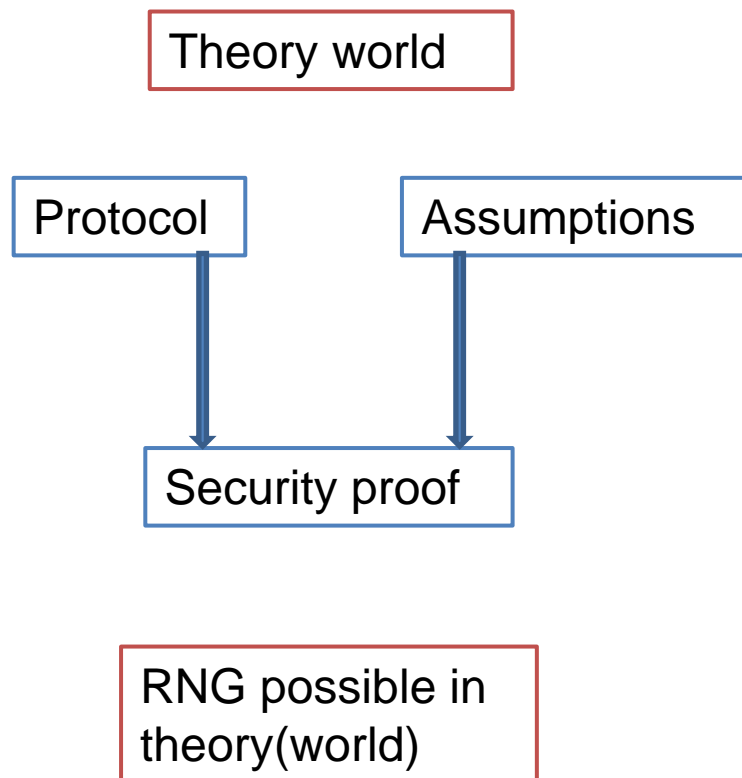 Theory world
Protocol
Assumptions
Security proof
RNG possible in
theory(world)